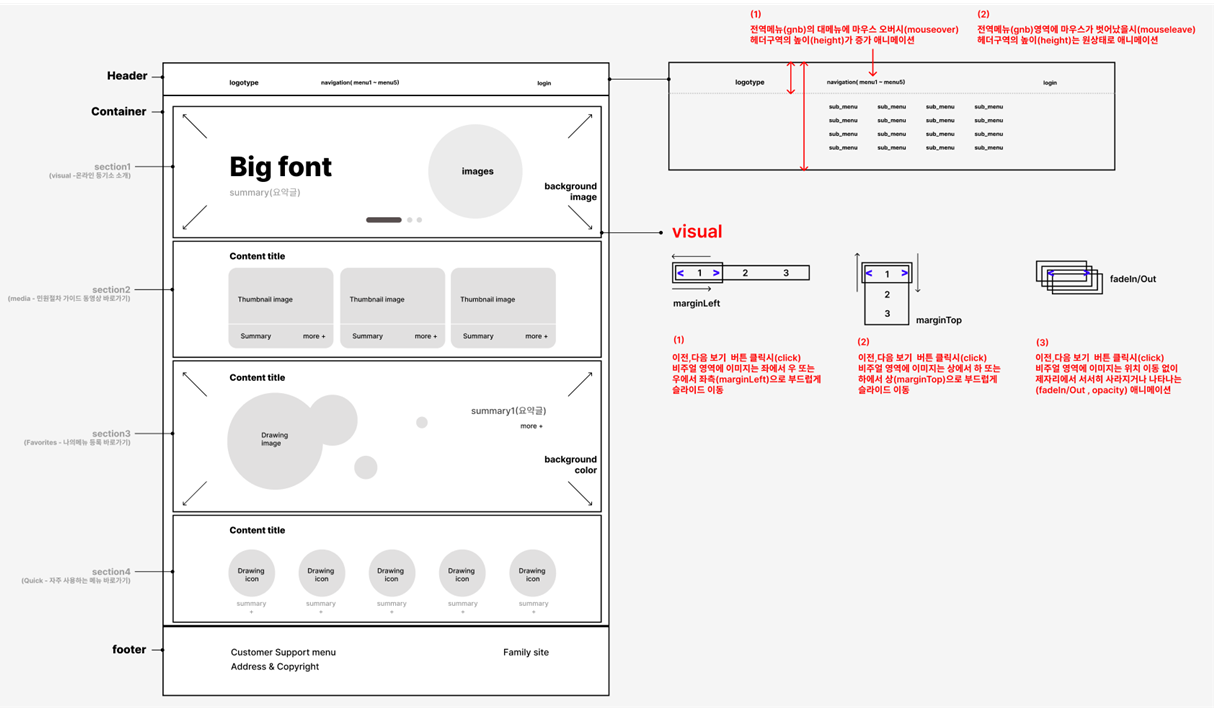 (1)
전역메뉴(gnb)의 대메뉴에 마우스 오버시(mouseover)
헤더구역의 높이(height)가 증가 애니메이션
(2)
전역메뉴(gnb)영역에 마우스가 벗어났을시(mouseleave)
헤더구역의 높이(height)는 원상태로 애니메이션
Header
logotype
navigation( menu1 ~ menu5)
login
logotype
navigation( menu1 ~ menu5)
login
sub_menu sub_menu sub_menu sub_menu
sub_menu sub_menu sub_menu sub_menu
sub_menu sub_menu sub_menu sub_menu
sub_menu sub_menu sub_menu sub_menu
Container
section1
(visual -온라인 등기소 소개)
Big font
summary(요약글)
images
background
image
section2
(media - 민원절차 가이드 동영상 바로가기)
Content title
Thumbnail image
Thumbnail image
Thumbnail image
Summary more +
Summary more +
Summary more +
section3
(Favorites - 나의메뉴 등록 바로가기)
Content title
Drawing
image
summary1(요약글)
more +
background
color
section4
(Quick - 자주 사용하는 메뉴 바로가기)
Content title
Drawing
icon
Drawing
icon
Drawing
icon
Drawing
icon
Drawing
icon
summary
+
summary
+
summary
+
summary
+
summary
+
footer
Customer Support menu
Address & Copyright
Family site
visual
< 1 > 2 3
marginLeft
(1)
이전,다음 보기 버튼 클릭시(click)
비주얼 영역에 이미지는 좌에서 우 또는
우에서 좌측(marginLeft)으로 부드럽게
슬라이드 이동
< 1 >
2
3
marginTop
(2)
이전,다음 보기 버튼 클릭시(click)
비주얼 영역에 이미지는 상에서 하 또는
하에서 상(marginTop)으로 부드럽게
슬라이드 이동
< >
fadeIn/Out
(3)
이전,다음 보기 버튼 클릭시(click)
비주얼 영역에 이미지는 위치 이동 없이
제자리에서 서서히 사라지거나 나타나는
(fadeIn/Out , opacity) 애니메이션